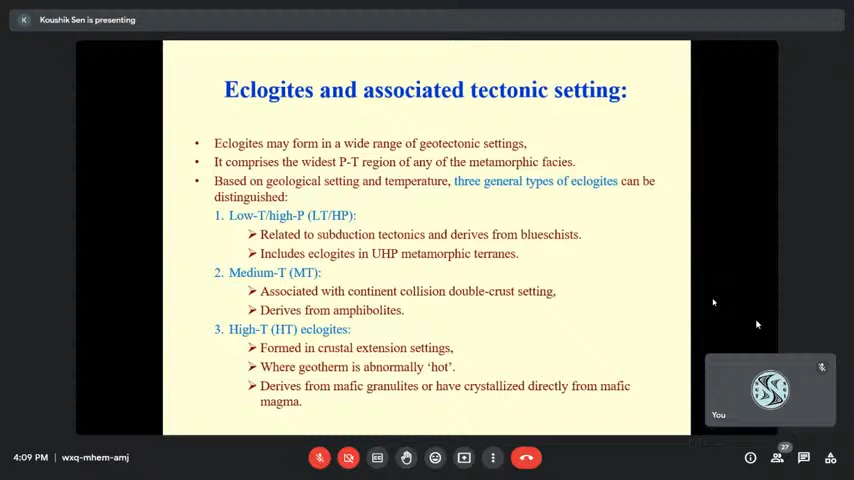 K Koushik Sen is presenting
Eclogites and associated tectonic setting:
• Eclogites may form in a wide range of geotectonic settings,
• It comprises the widest P-T region of any of the metamorphic facies.
• Based on geological setting and temperature, three general types of eclogites can be
distinguished:
1. Low-T/high-P (LT/HP):
➢ Related to subduction tectonics and derives from blueschists.
➢ Includes eclogites in UHP metamorphic terranes.
2. Medium-T (MT):
➢ Associated with continent collision double-crust setting,
➢ Derives from amphibolites.
3. High-T (HT) eclogites:
➢ Formed in crustal extension settings,
➢ Where geotherm is abnormally ‘hot’.
➢ Derives from mafic granulites or have crystallized directly from mafic
magma.
You
27
4:09 PM | wxq-mhem-amj